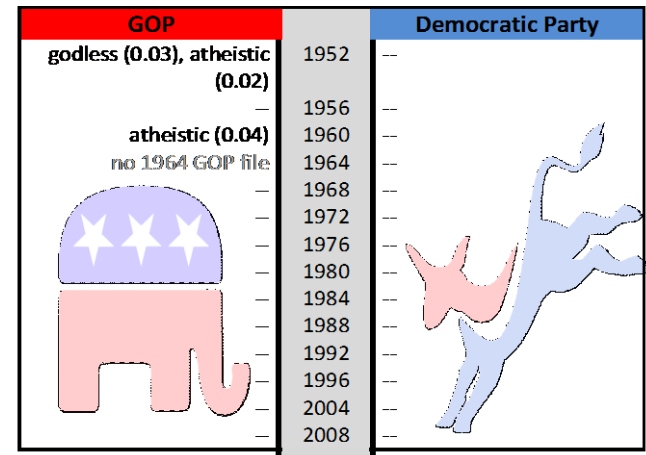 GOP Democratic Party
godless (0.03), atheistic 1952 --
(0.02)
— 1956 --
atheistic (0.04) 1960 --
no 1964 GOP file 1964 --
— 1968 --
— 1972 --
— 1976 --
— 1980 --
— 1984 --
— 1988 --
— 1992 --
— 1996 --
— 2004 --
— 2008 --